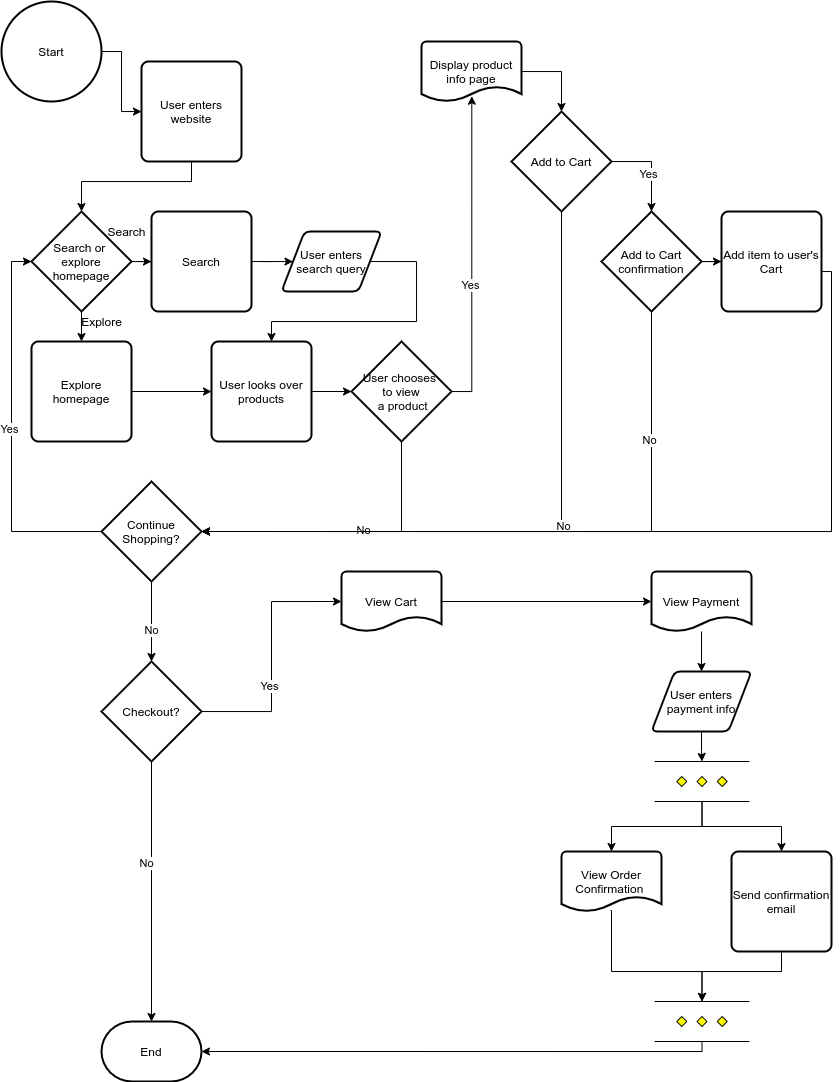 Start
User enters
website
Display product
info page
Add to Cart
Yes
Search or
explore
homepage
Search
Search
User enters
search query
Add to Cart
confirmation
Add item to user's
Cart
Yes
Explore
Explore
homepage
User looks over
products
User chooses
to view
a product
Yes
No
Continue
Shopping?
No
No
View Cart
View Payment
No
Checkout?
Yes
User enters
payment info
No
View Order
Confirmation
Send confirmation
email
End